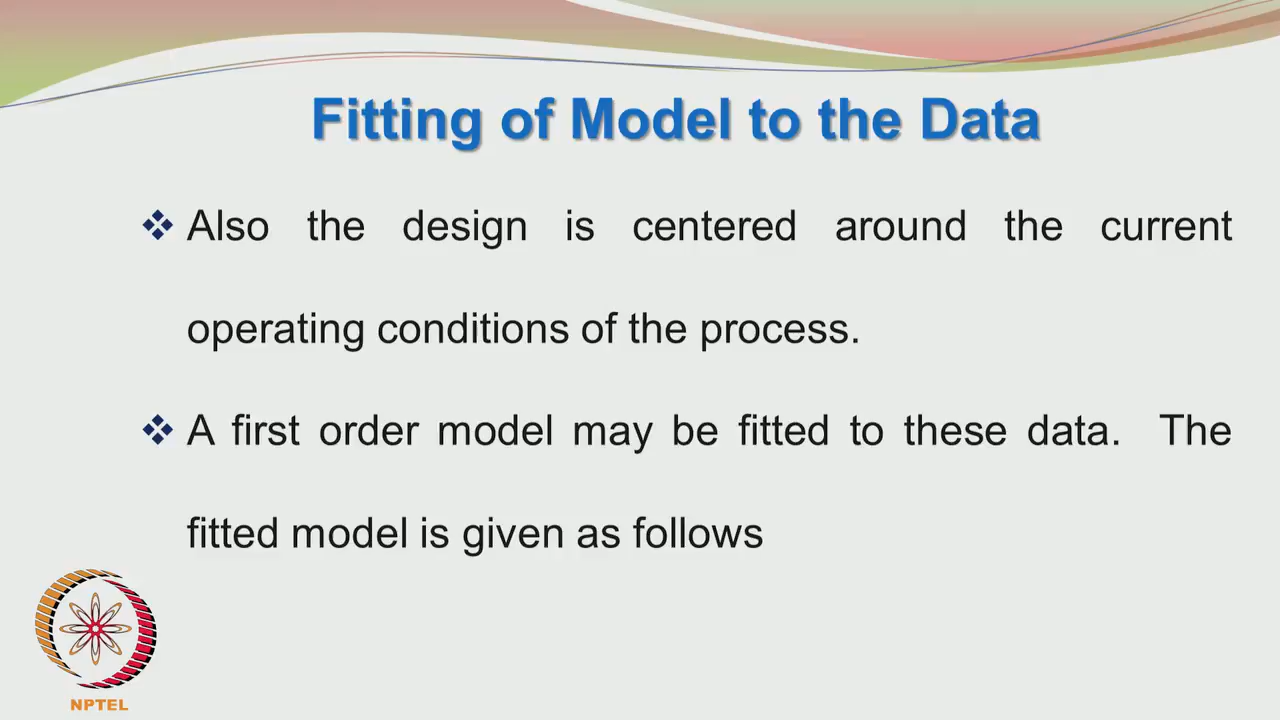 Fitting of Model to the Data
❖ Also the design is centered around the current
operating conditions of the process.
❖ A first order model may be fitted to these data. The
fitted model is given as follows
NPTEL